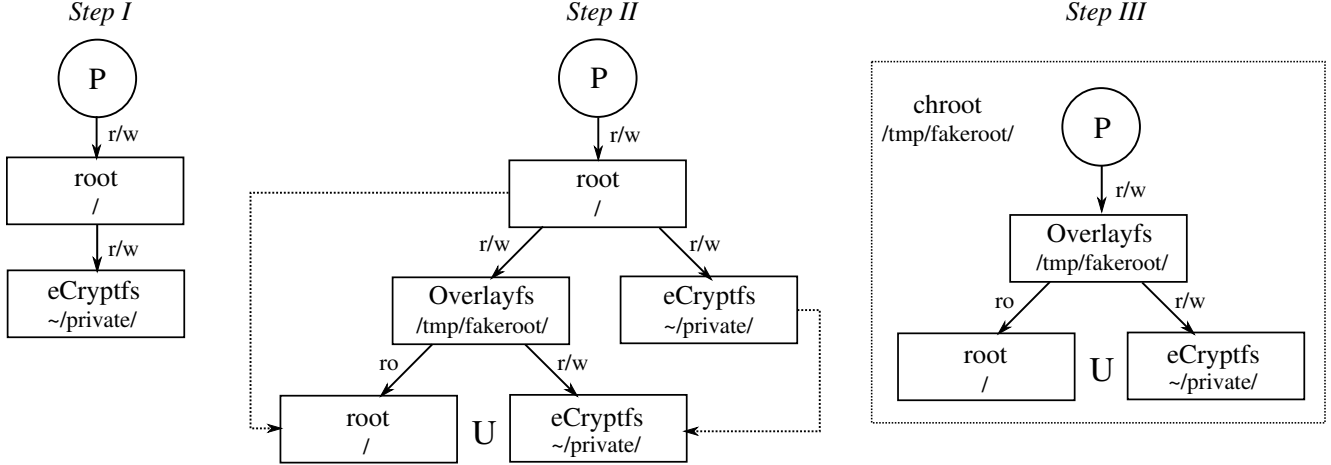 Step I
P
r/w
root
/
r/w
eCryptfs
~/private/
Step II
P
r/w
root
/
r/w
r/w
Overlayfs
/tmp/fakeroot/
eCryptfs
~/private/
ro
r/w
root
/
U
eCryptfs
~/private/
Step III
chroot
/tmp/fakeroot/
P
r/w
Overlayfs
/tmp/fakeroot/
ro
r/w
root
/
U
eCryptfs
~/private/